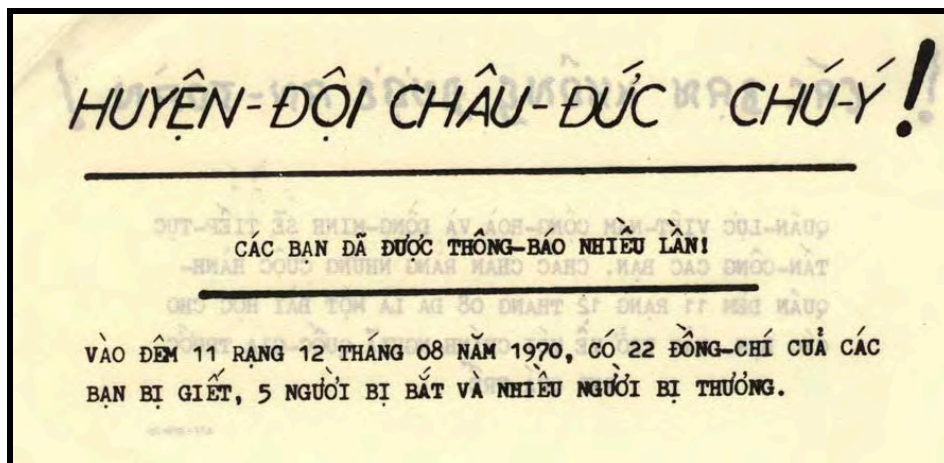 HUYỆN-ĐỘI CHÂU-ĐỨC CHÚ-Ý!
CÁC BẠN ĐÃ ĐƯỢC THÔNG-BÁO NHIỀU LẦN!
VÀO ĐÊM 11 RẠNG 12 THÁNG 08 NĂM 1970, CÓ 22 ĐỒNG-CHÍ CUẢ CÁC
BẠN BỊ GIẾT, 5 NGƯỜI BỊ BẮT VÀ NHIỀU NGƯỜI BỊ THƯƠNG.